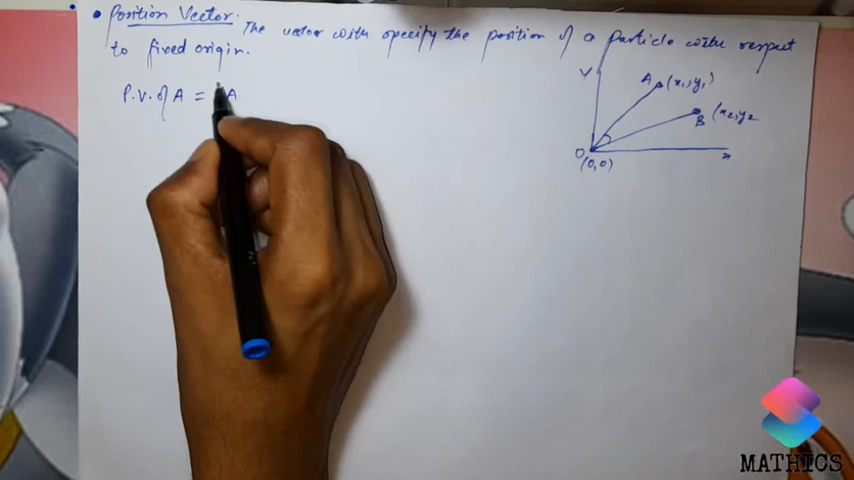 • Position Vector. The vector with specify the position of a particle with respect
to fixed origin.
P.V. of A = A
Y
A (x₁, y₁)
B (x₂, y₂
O
(0,0)
x
MATHICS